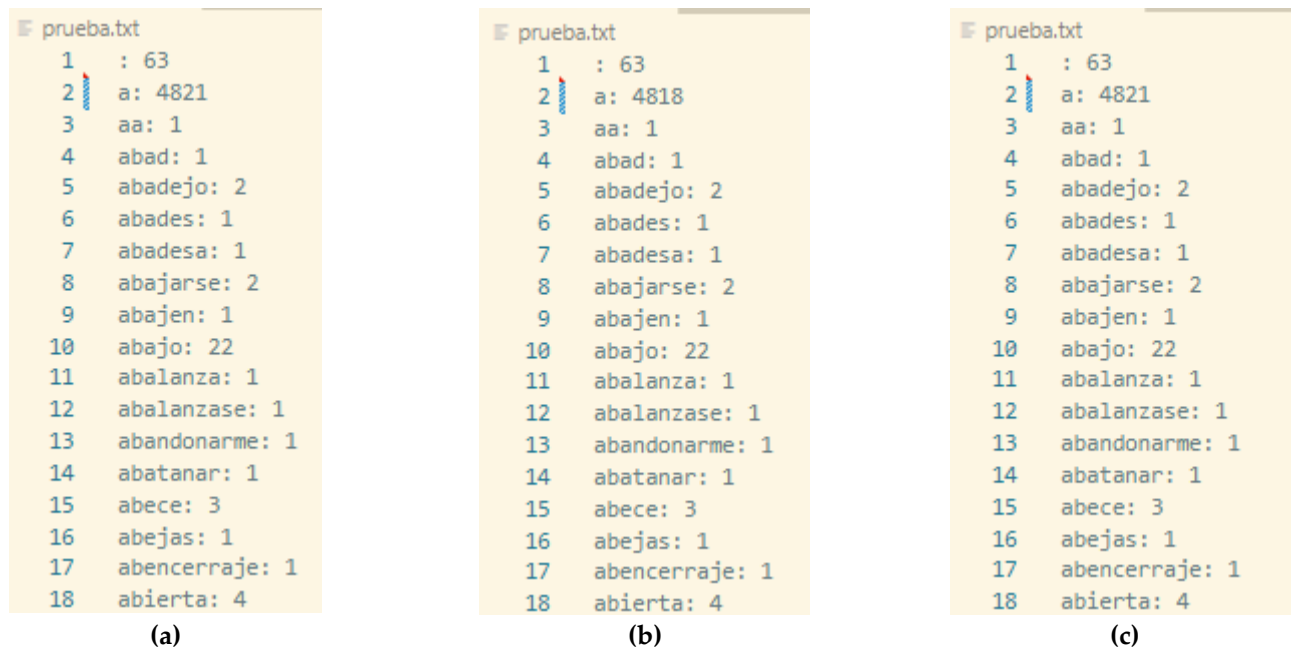 prueba.txt
1 : 63
2 a: 4821
3 aa: 1
4 abad: 1
5 abadejo: 2
6 abades: 1
7 abadesa: 1
8 abajarse: 2
9 abajen: 1
10 abajo: 22
11 abalanza: 1
12 abalanzase: 1
13 abandonarme: 1
14 abatanar: 1
15 abece: 3
16 abejas: 1
17 abencerraje: 1
18 abierta: 4
(a)
prueba.txt
1 : 63
2 a: 4818
3 aa: 1
4 abad: 1
5 abadejo: 2
6 abades: 1
7 abadesa: 1
8 abajarse: 2
9 abajen: 1
10 abajo: 22
11 abalanza: 1
12 abalanzase: 1
13 abandonarme: 1
14 abatanar: 1
15 abece: 3
16 abejas: 1
17 abencerraje: 1
18 abierta: 4
(b)
prueba.txt
1 : 63
2 a: 4821
3 aa: 1
4 abad: 1
5 abadejo: 2
6 abades: 1
7 abadesa: 1
8 abajarse: 2
9 abajen: 1
10 abajo: 22
11 abalanza: 1
12 abalanzase: 1
13 abandonarme: 1
14 abatanar: 1
15 abece: 3
16 abejas: 1
17 abencerraje: 1
18 abierta: 4
(c)